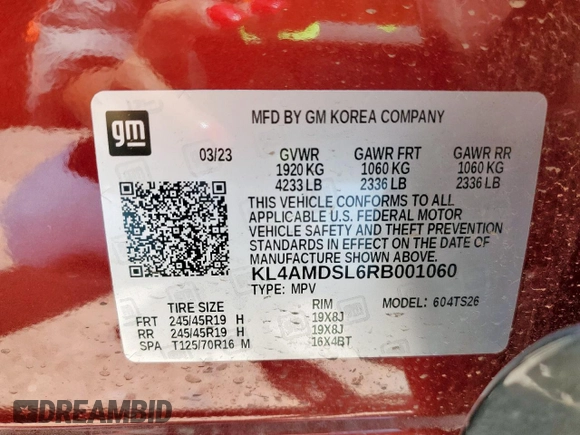 gm
MFD BY GM KOREA COMPANY
03/23 GVWR GAWR FRT GAWR RR
1920 KG 1060 KG 1060 KG
4233 LB 2336 LB 2336 LB
THIS VEHICLE CONFORMS TO ALL
APPLICABLE U.S. FEDERAL MOTOR
VEHICLE SAFETY AND THEFT PREVENTION
STANDARDS IN EFFECT ON THE DATE OF
MANUFACTURE SHOWN ABOVE.
KL4AMDSL6RB001060
TYPE: MPV MODEL: 604TS26
TIRE SIZE RIM
FRT 245/45R19 H 19X8J
RR 245/45R19 H 19X8J
SPA T125/70R16 M 16X4BT
DREAMBID